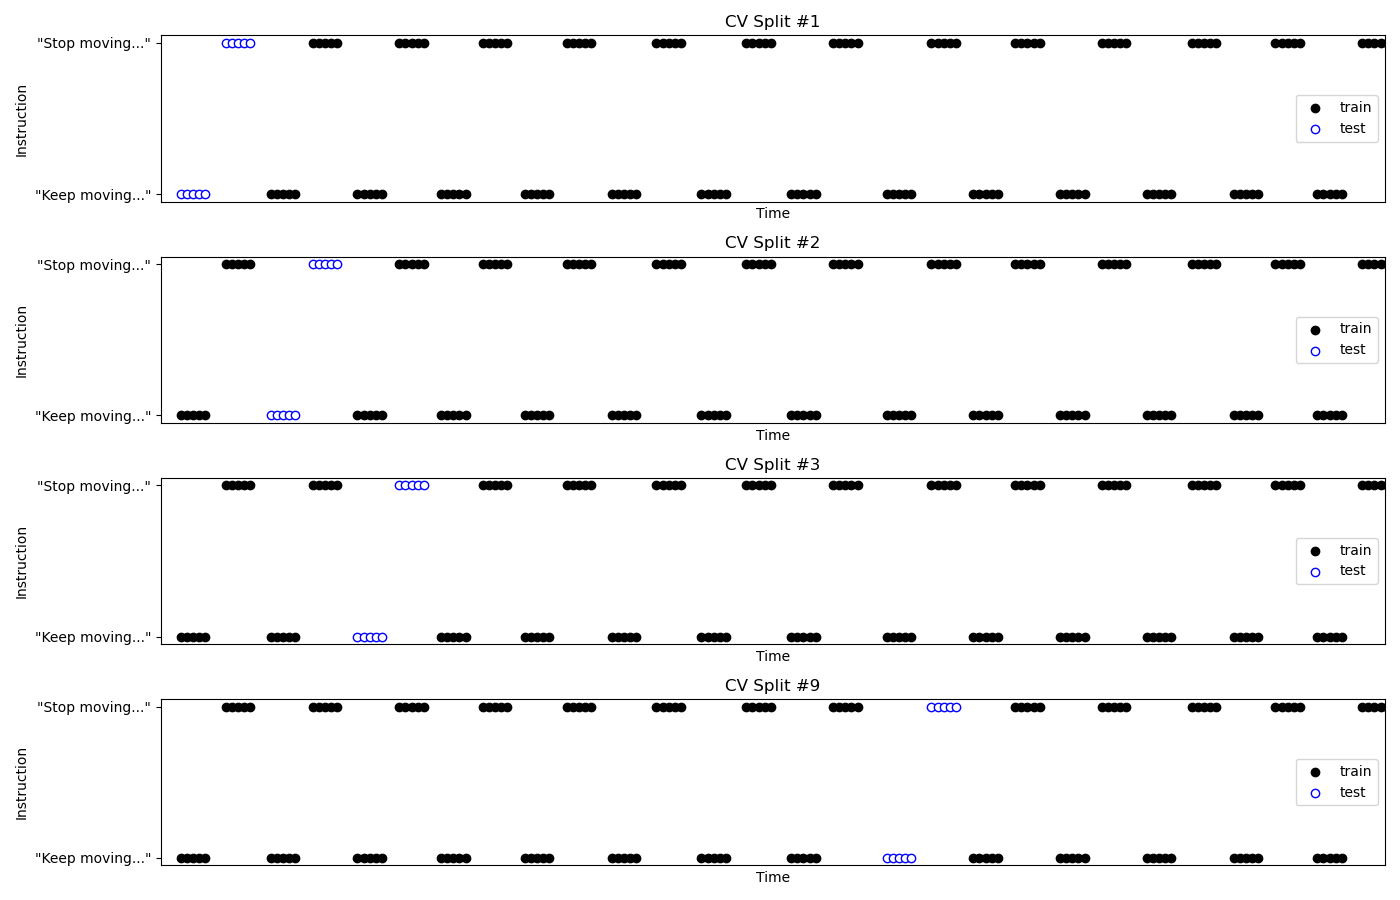 CV Split #1
"Stop moving..."
"Keep moving..."
Instruction
Time
train
test
CV Split #2
"Stop moving..."
"Keep moving..."
Instruction
Time
train
test
CV Split #3
"Stop moving..."
"Keep moving..."
Instruction
Time
train
test
CV Split #9
"Stop moving..."
"Keep moving..."
Instruction
Time
train
test